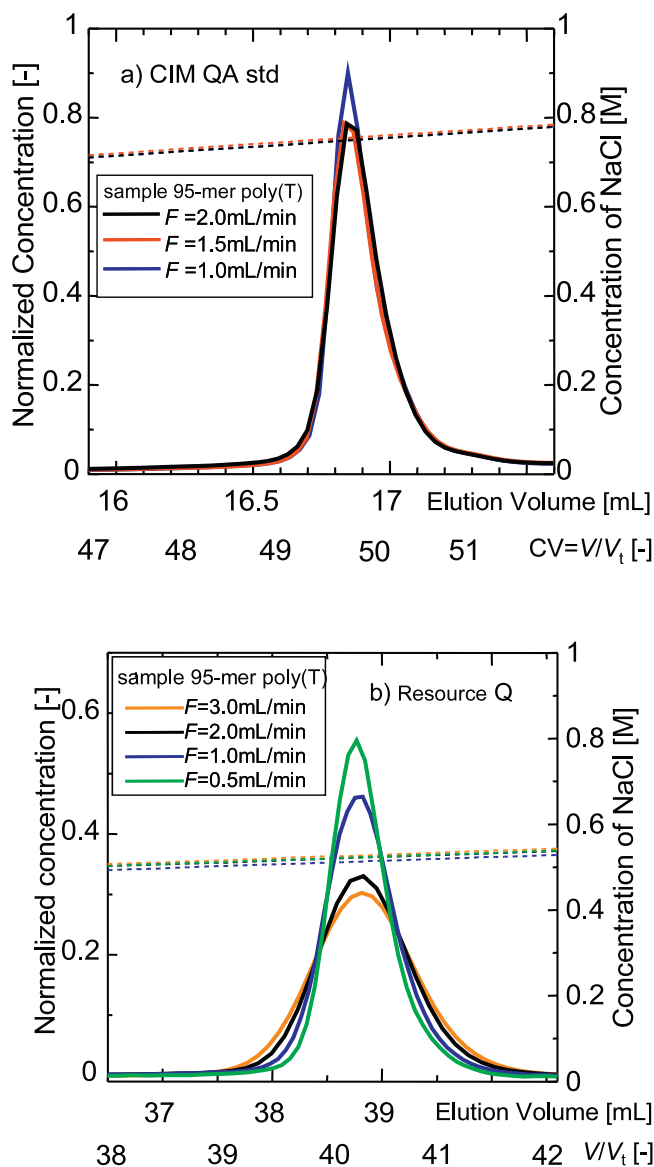 a) CIM QA std
Normalized Concentration [-]
Concentration of NaCl [M]
1
0.8
0.6
0.4
0.2
0
1
0.8
0.6
0.4
0.2
0
sample 95-mer poly(T)
F =2.0mL/min
F =1.5mL/min
F =1.0mL/min
16 16.5 17 Elution Volume [mL]
47 48 49 50 51 CV=V/Vt [-]
b) Resource Q
Normalized concentration [-]
Concentration of NaCl [M]
0.6
0.4
0.2
0
1
0.8
0.6
0.4
0.2
0
sample 95-mer poly(T)
F=3.0mL/min
F=2.0mL/min
F=1.0mL/min
F=0.5mL/min
37 38 39 40 41 42 Elution Volume [mL]
38 39 40 41 42 V/Vt [-]